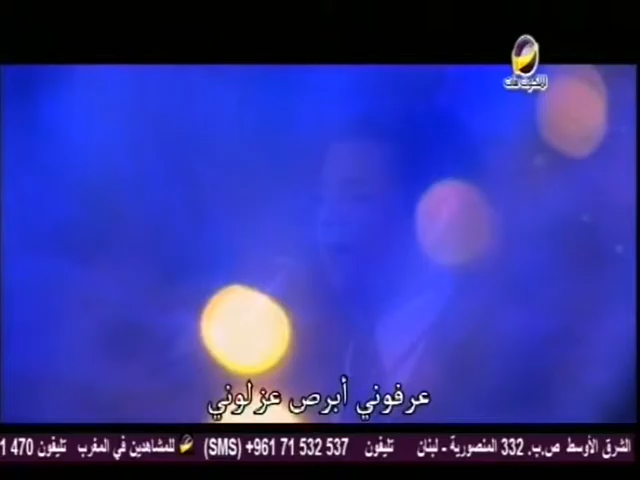 عرفوني أبرص عزلوني
الشرق الأوسط ص.ب. 332 المنصورية - لبنان تليفون 537 532 71 961+ (SMS) للمشاهدين في المغرب تليفون 470 1